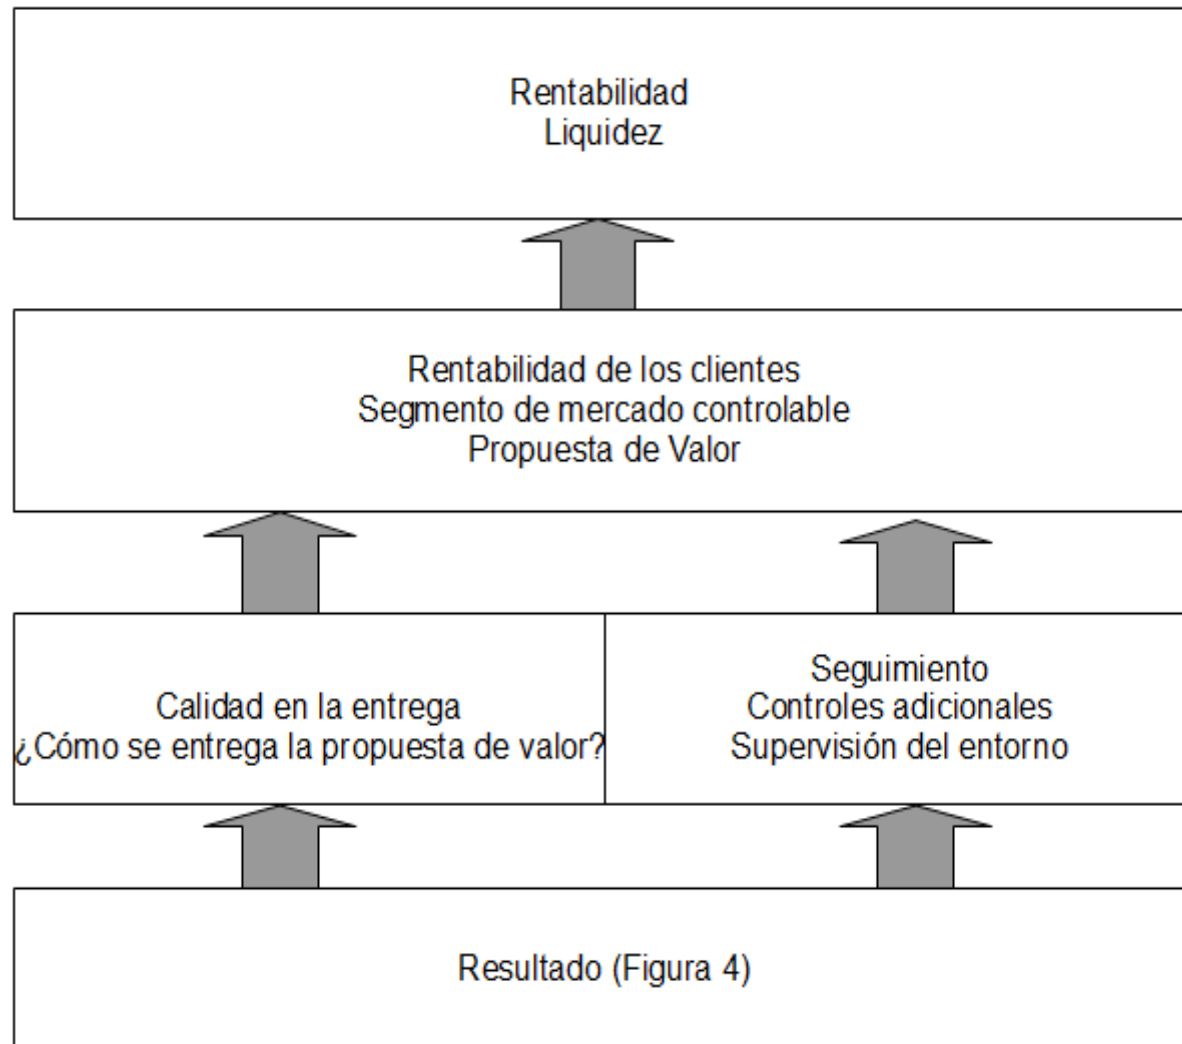 Rentabilidad
Liquidez
Rentabilidad de los clientes
Segmento de mercado controlable
Propuesta de Valor
Calidad en la entrega
¿Cómo se entrega la propuesta de valor?
Seguimiento
Controles adicionales
Supervisión del entorno
Resultado (Figura 4)